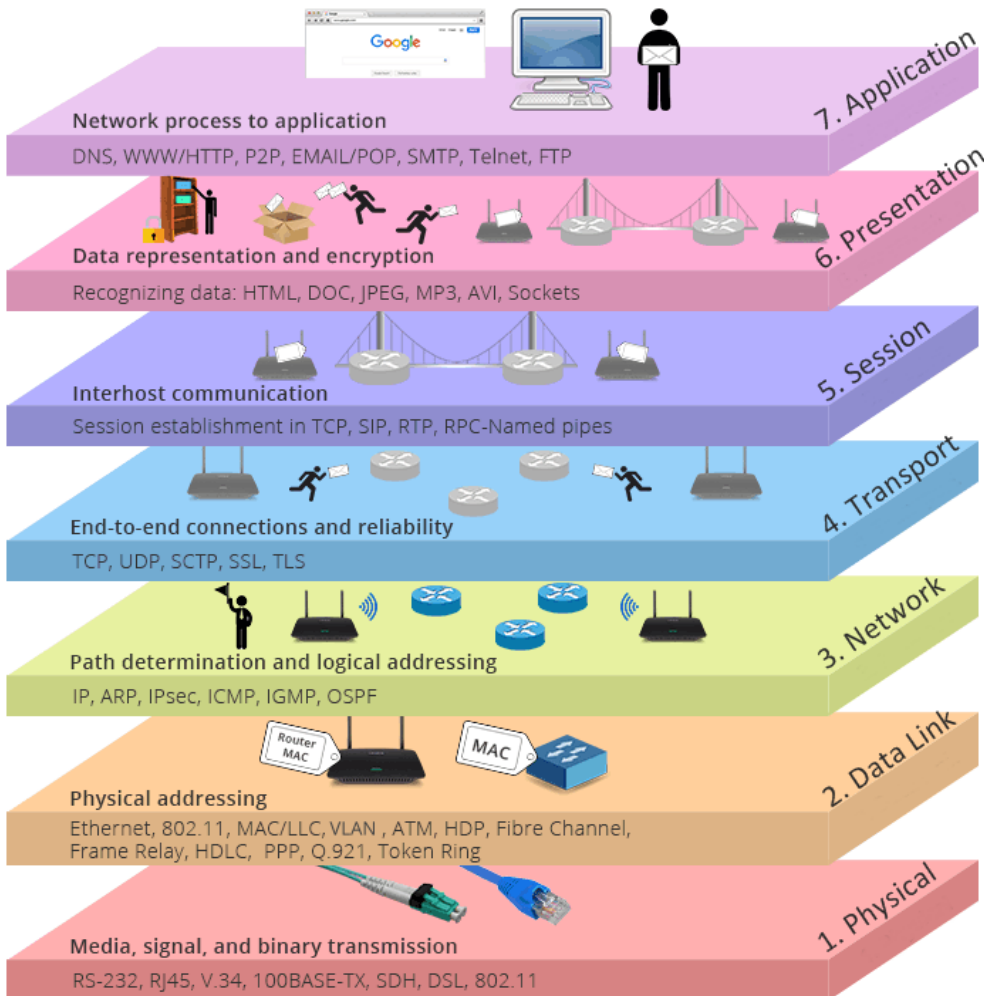 Google
7. Application
Network process to application
DNS, WWW/HTTP, P2P, EMAIL/POP, SMTP, Telnet, FTP
6. Presentation
Data representation and encryption
Recognizing data: HTML, DOC, JPEG, MP3, AVI, Sockets
5. Session
Interhost communication
Session establishment in TCP, SIP, RTP, RPC-Named pipes
4. Transport
End-to-end connections and reliability
TCP, UDP, SCTP, SSL, TLS
3. Network
Path determination and logical addressing
IP, ARP, IPsec, ICMP, IGMP, OSPF
2. Data Link
Router
MAC
MAC
Physical addressing
Ethernet, 802.11, MAC/LLC, VLAN , ATM, HDP, Fibre Channel,
Frame Relay, HDLC, PPP, Q.921, Token Ring
1. Physical
Media, signal, and binary transmission
RS-232, RJ45, V.34, 100BASE-TX, SDH, DSL, 802.11